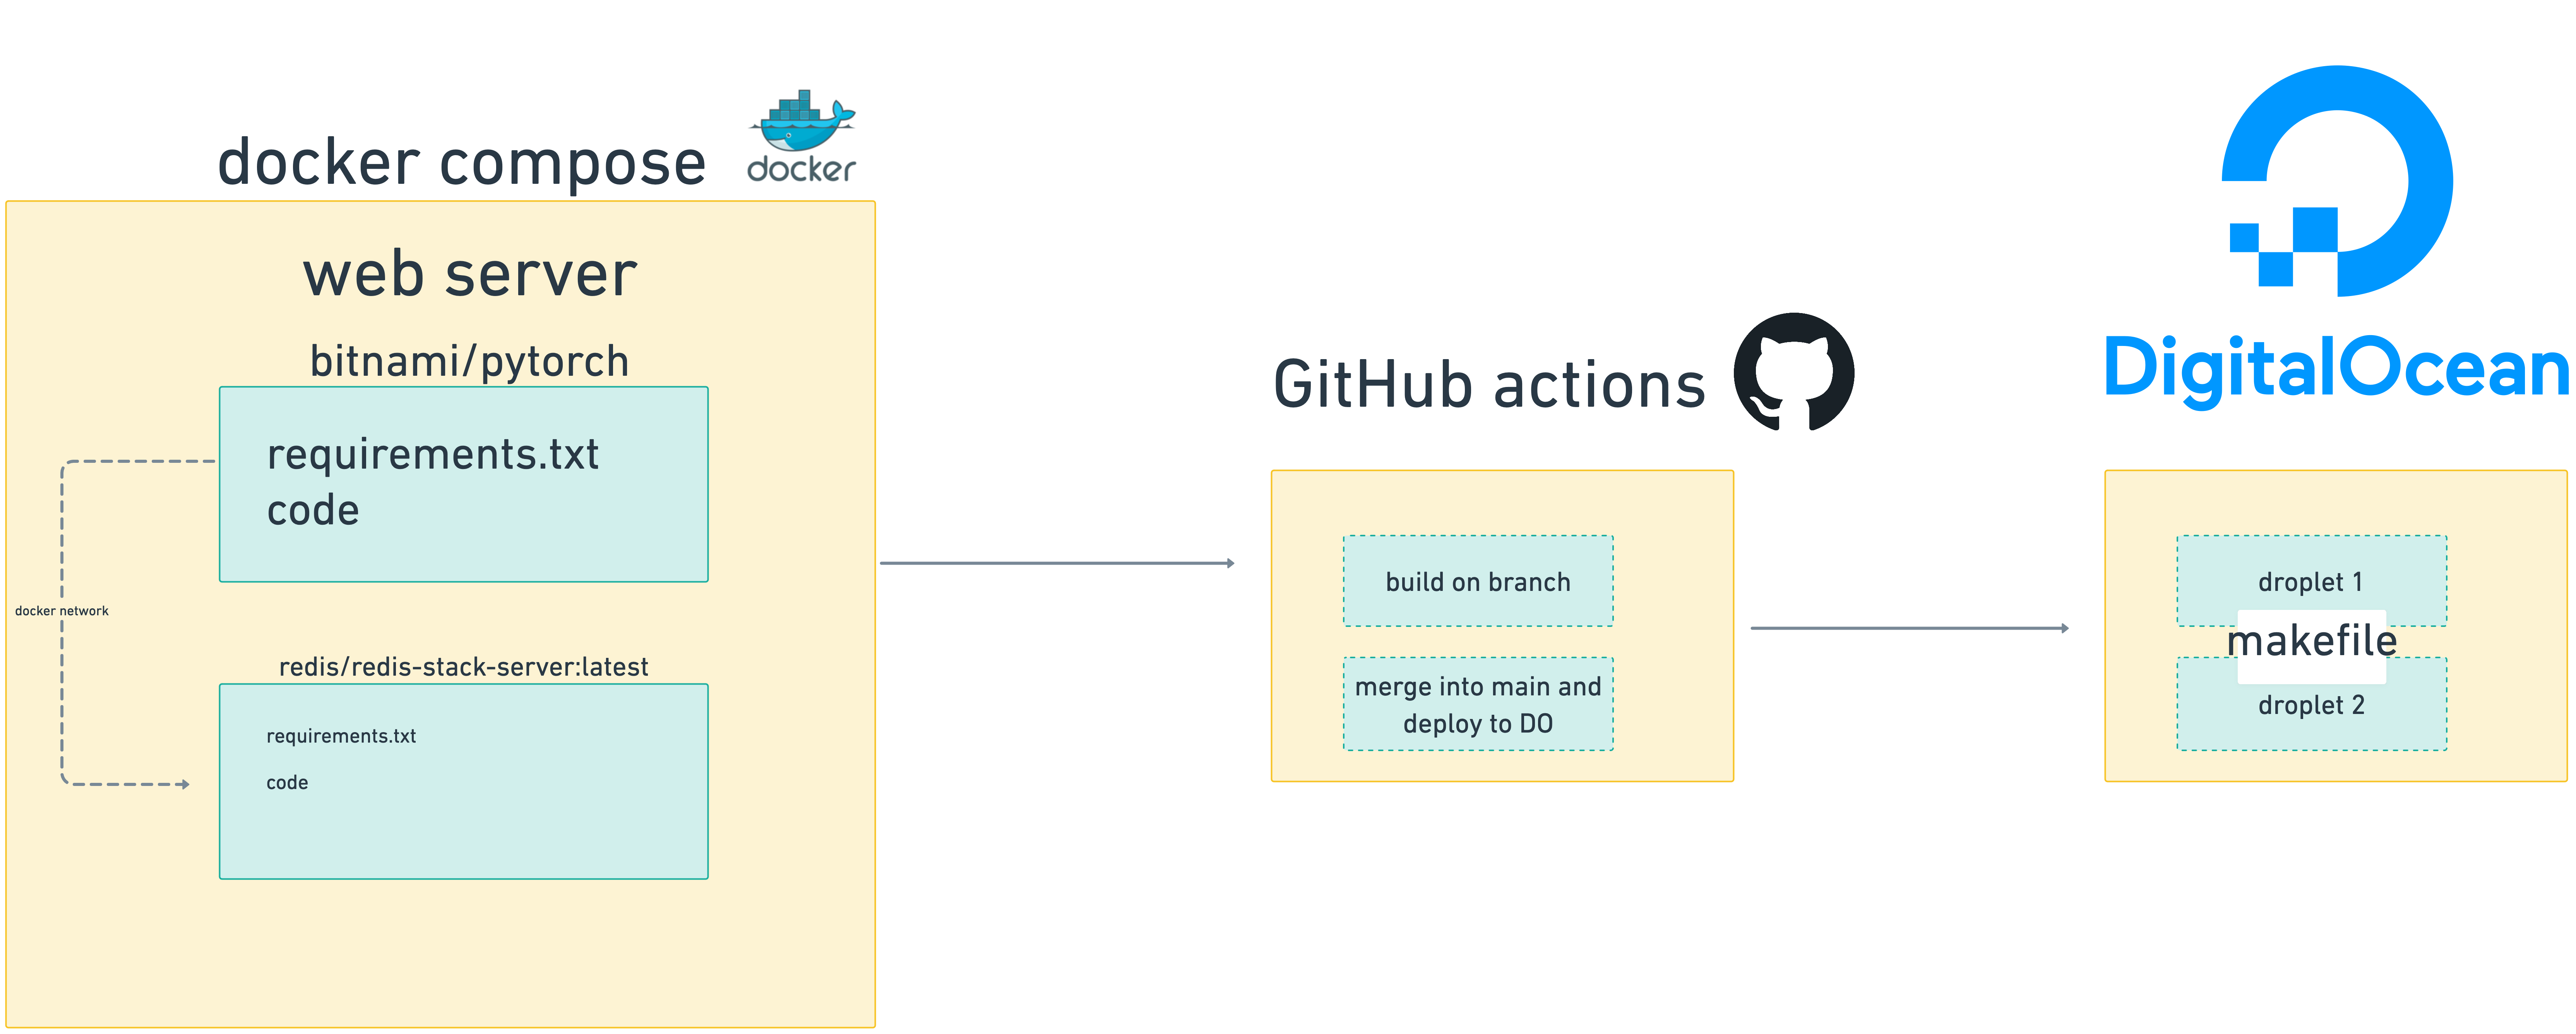 docker compose
docker
web server
bitnami/pytorch
requirements.txt
code
docker network
redis/redis-stack-server:latest
requirements.txt
code
GitHub actions
build on branch
merge into main and
deploy to DO
DigitalOcean
droplet 1
makefile
droplet 2